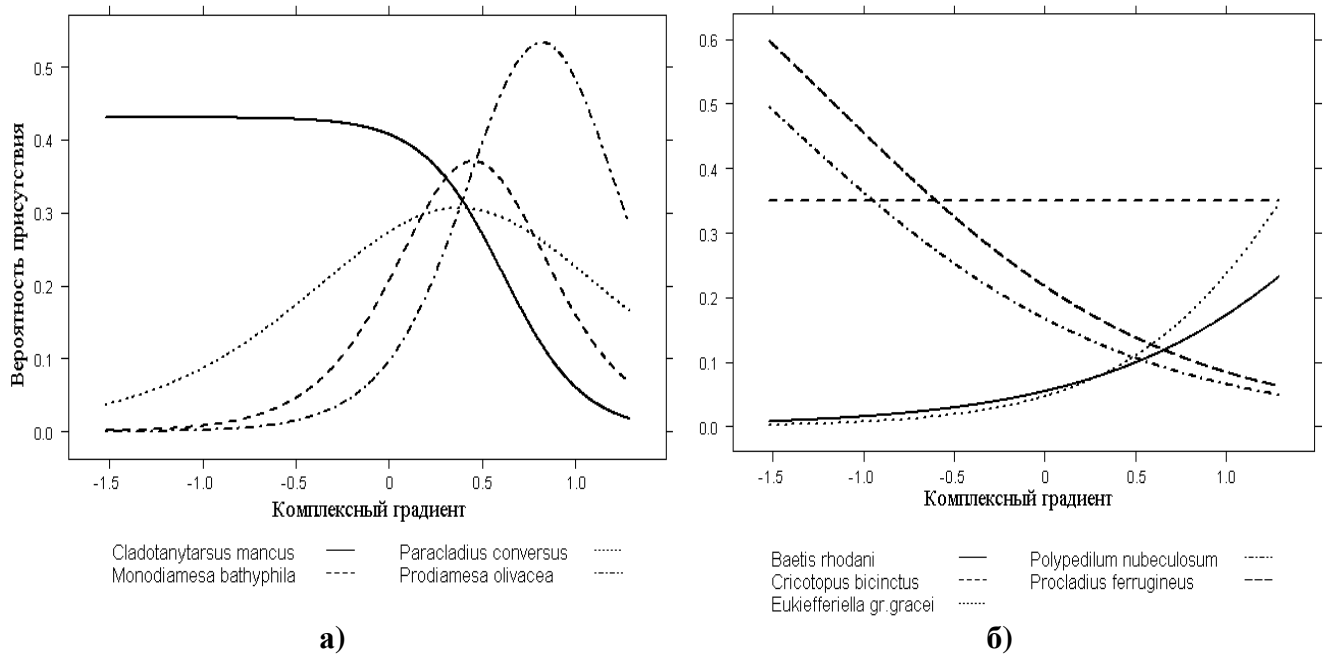 Вероятность присутствия
0.5
0.4
0.3
0.2
0.1
0.0
-1.5 -1.0 -0.5 0 0.5 1.0
Комплексный градиент
Cladotanytarsus mancus Paracladius conversus
Monodiamesa bathyphila Prodiamesa olivacea
а)
0.6
0.5
0.4
0.3
0.2
0.1
0.0
-1.5 -1.0 -0.5 0 0.5 1.0
Комплексный градиент
Baetis rhodani Polypedilum nubeculosum
Cricotopus bicinctus Procladius ferrugineus
Eukiefferiella gr.gracei
б)